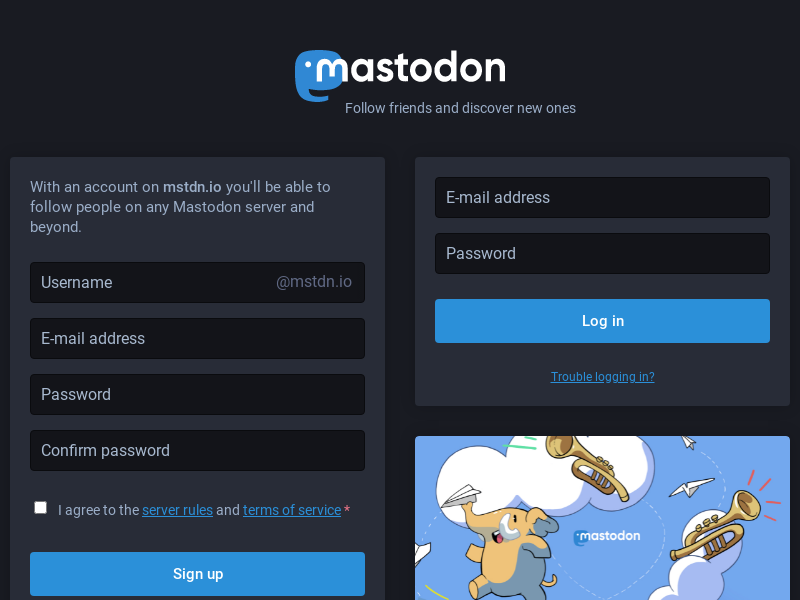 mastodon
Follow friends and discover new ones
With an account on mstdn.io you'll be able to
follow people on any Mastodon server and
beyond.
Username @mstdn.io
E-mail address
Password
Confirm password
I agree to the server rules and terms of service *
Sign up
E-mail address
Password
Log in
Trouble logging in?
mastodon